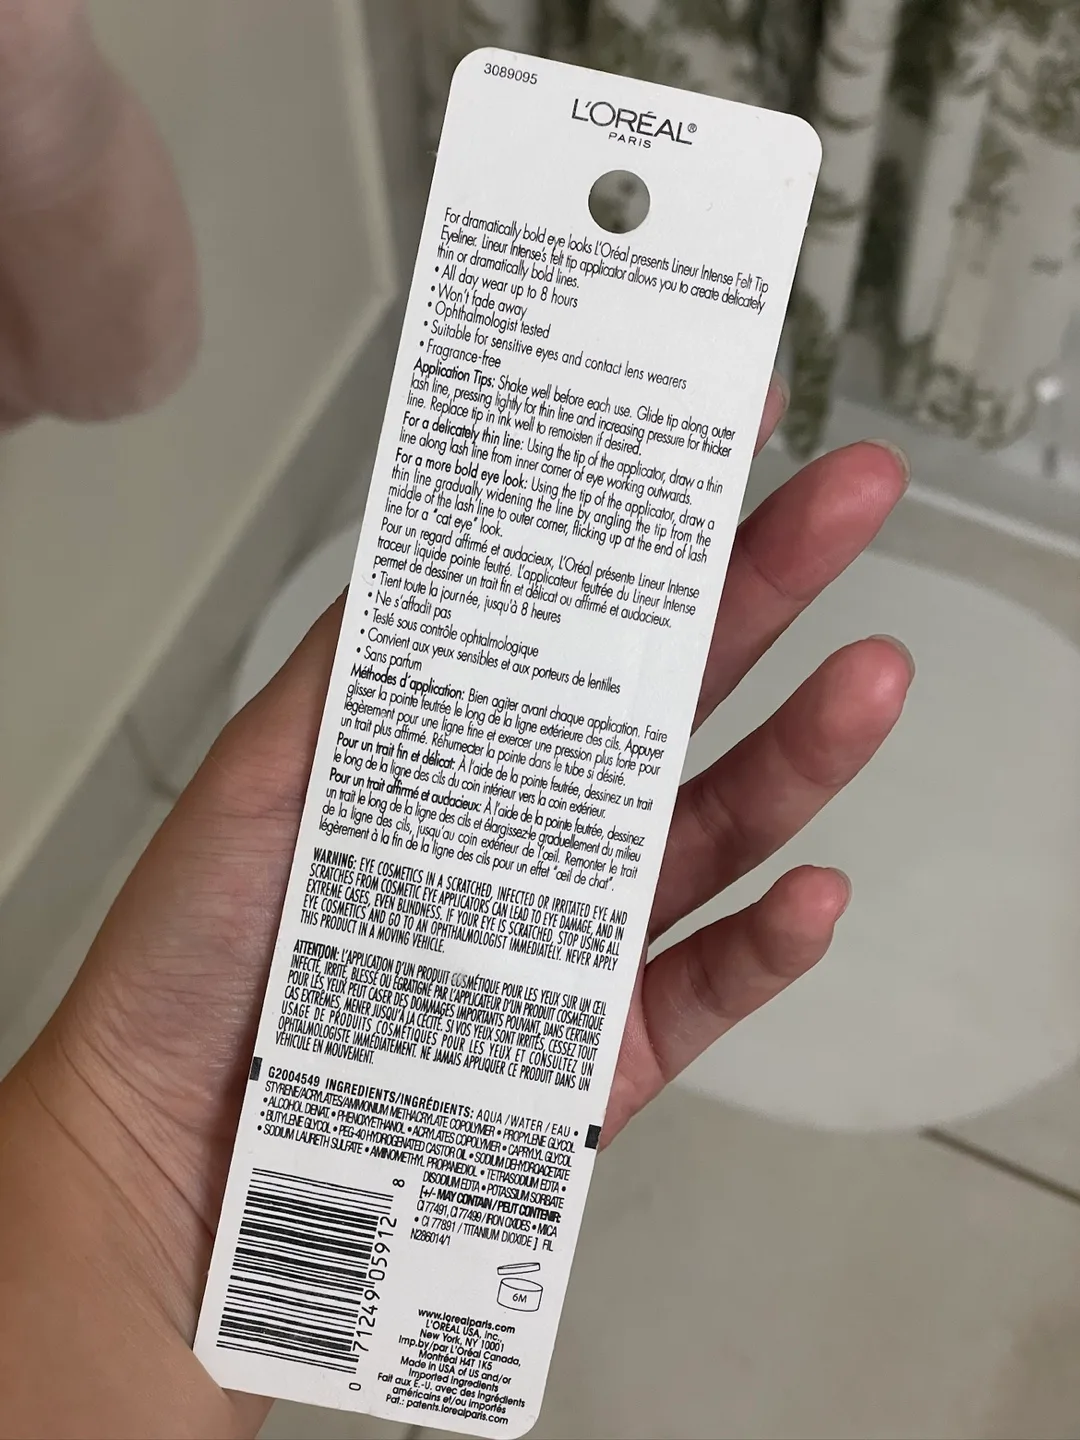 3089095
L'ORÉAL®
PARIS
For dramatically bold eye looks L'Oréal presents Lineur Intense Felt Tip
Eyeliner. Lineur Intense's felt tip applicator allows you to create delicately
thin or dramatically bold lines.
• All day wear up to 8 hours
• Won't fade away
• Ophthalmologist tested
• Suitable for sensitive eyes and contact lens wearers
• Fragrance-free
Application Tips: Shake well before each use. Glide tip along outer
lash line, pressing lightly for thin line and increasing pressure for thicker
line. Replace tip in ink well to remoisten if desired.
For a delicately thin line: Using the tip of the applicator, draw a thin
line along lash line from inner corner of eye working outwards.
For a more bold eye look: Using the tip of the applicator, draw a
thin line gradually widening the line by angling the tip from the
middle of the lash line to outer corner, flicking up at the end of lash
line for a "cat eye" look.
Pour un regard affirmé et audacieux, L'Oréal présente Lineur Intense
traceur liquide pointe feutré. L'applicateur feutrée du Lineur Intense
permet de dessiner un trait fin et délicat ou affirmé et audacieux.
• Tient toute la journée, jusqu'à 8 heures
• Ne s'affadit pas
• Testé sous contrôle ophtalmologique
• Convient aux yeux sensibles et aux porteurs de lentilles
• Sans parfum
Méthodes d'application: Bien agiter avant chaque application. Faire
glisser la pointe feutrée le long de la ligne extérieure des cils. Appuyer
légèrement pour une ligne fine et exercer une pression plus forte pour
un trait plus affirmé. Réhumecter la pointe dans le tube si désiré.
Pour un trait fin et délicat: À l'aide de la pointe feutrée, dessinez un trait
le long de la ligne des cils du coin intérieur vers la coin extérieur.
Pour un trait affirmé et audacieux: À l'aide de la pointe feutrée, dessinez
un trait le long de la ligne des cils et élargissez-le graduellement du milieu
de la ligne des cils, jusqu'au coin extérieur de l'œil. Remonter le trait
légèrement à la fin de la ligne des cils pour un effet "œil de chat".
WARNING: EYE COSMETICS IN A SCRATCHED, INFECTED OR IRRITATED EYE AND
SCRATCHES FROM COSMETIC EYE APPLICATORS CAN LEAD TO EYE DAMAGE, AND IN
EXTREME CASES, EVEN BLINDNESS. IF YOUR EYE IS SCRATCHED, STOP USING ALL
EYE COSMETICS AND GO TO AN OPHTHALMOLOGIST IMMEDIATELY. NEVER APPLY
THIS PRODUCT IN A MOVING VEHICLE.
ATTENTION: L'APPLICATION D'UN PRODUIT COSMÉTIQUE POUR LES YEUX SUR UN ŒIL
INFECTÉ, IRRITÉ, BLESSÉ OU ÉGRATIGNÉ PAR L'APPLICATEUR D'UN PRODUIT COSMÉTIQUE
POUR LES YEUX PEUT CASER DES DOMMAGES IMPORTANTS POUVANT, DANS CERTAINS
CAS EXTRÊMES, MENER JUSQU'À LA CÉCITÉ. SI VOS YEUX SONT IRRITÉS, CESSEZ TOUT
USAGE DE PRODUITS COSMÉTIQUES POUR LES YEUX ET CONSULTEZ UN
OPHTALMOLOGISTE IMMÉDIATEMENT. NE JAMAIS APPLIQUER CE PRODUIT DANS UN
VÉHICULE EN MOUVEMENT.
G2004549 INGREDIENTS/INGRÉDIENTS: AQUA / WATER / EAU •
STYRENE/ACRYLATES/AMMONIUM METHACRYLATE COPOLYMER • PROPYLENE GLYCOL
• ALCOHOL DENAT. • PHENOXYETHANOL • ACRYLATES COPOLYMER • CAPRYLYL GLYCOL
• BUTYLENE GLYCOL • PEG-40 HYDROGENATED CASTOR OIL • SODIUM DEHYDROACETATE
• SODIUM LAURETH SULFATE • AMINOMETHYL PROPANEDIOL • TETRASODIUM EDTA •
DISODIUM EDTA • POTASSIUM SORBATE
[+/- MAY CONTAIN / PEUT CONTENIR:
CI 77491, CI 77499 / IRON OXIDES • MICA
• CI 77891 / TITANIUM DIOXIDE ] FIL
N286014/1
0 71249 05912 8
6M
www.lorealparis.com
L'ORÉAL USA, Inc.,
New York, NY 10001
Imp.by/par L'Oréal Canada,
Montréal H4T 1K5
Made in USA of US and/or
Imported Ingredients
Fait aux É.-U. avec des ingrédients
américains et/ou importés
Pat.: patents.lorealparis.com